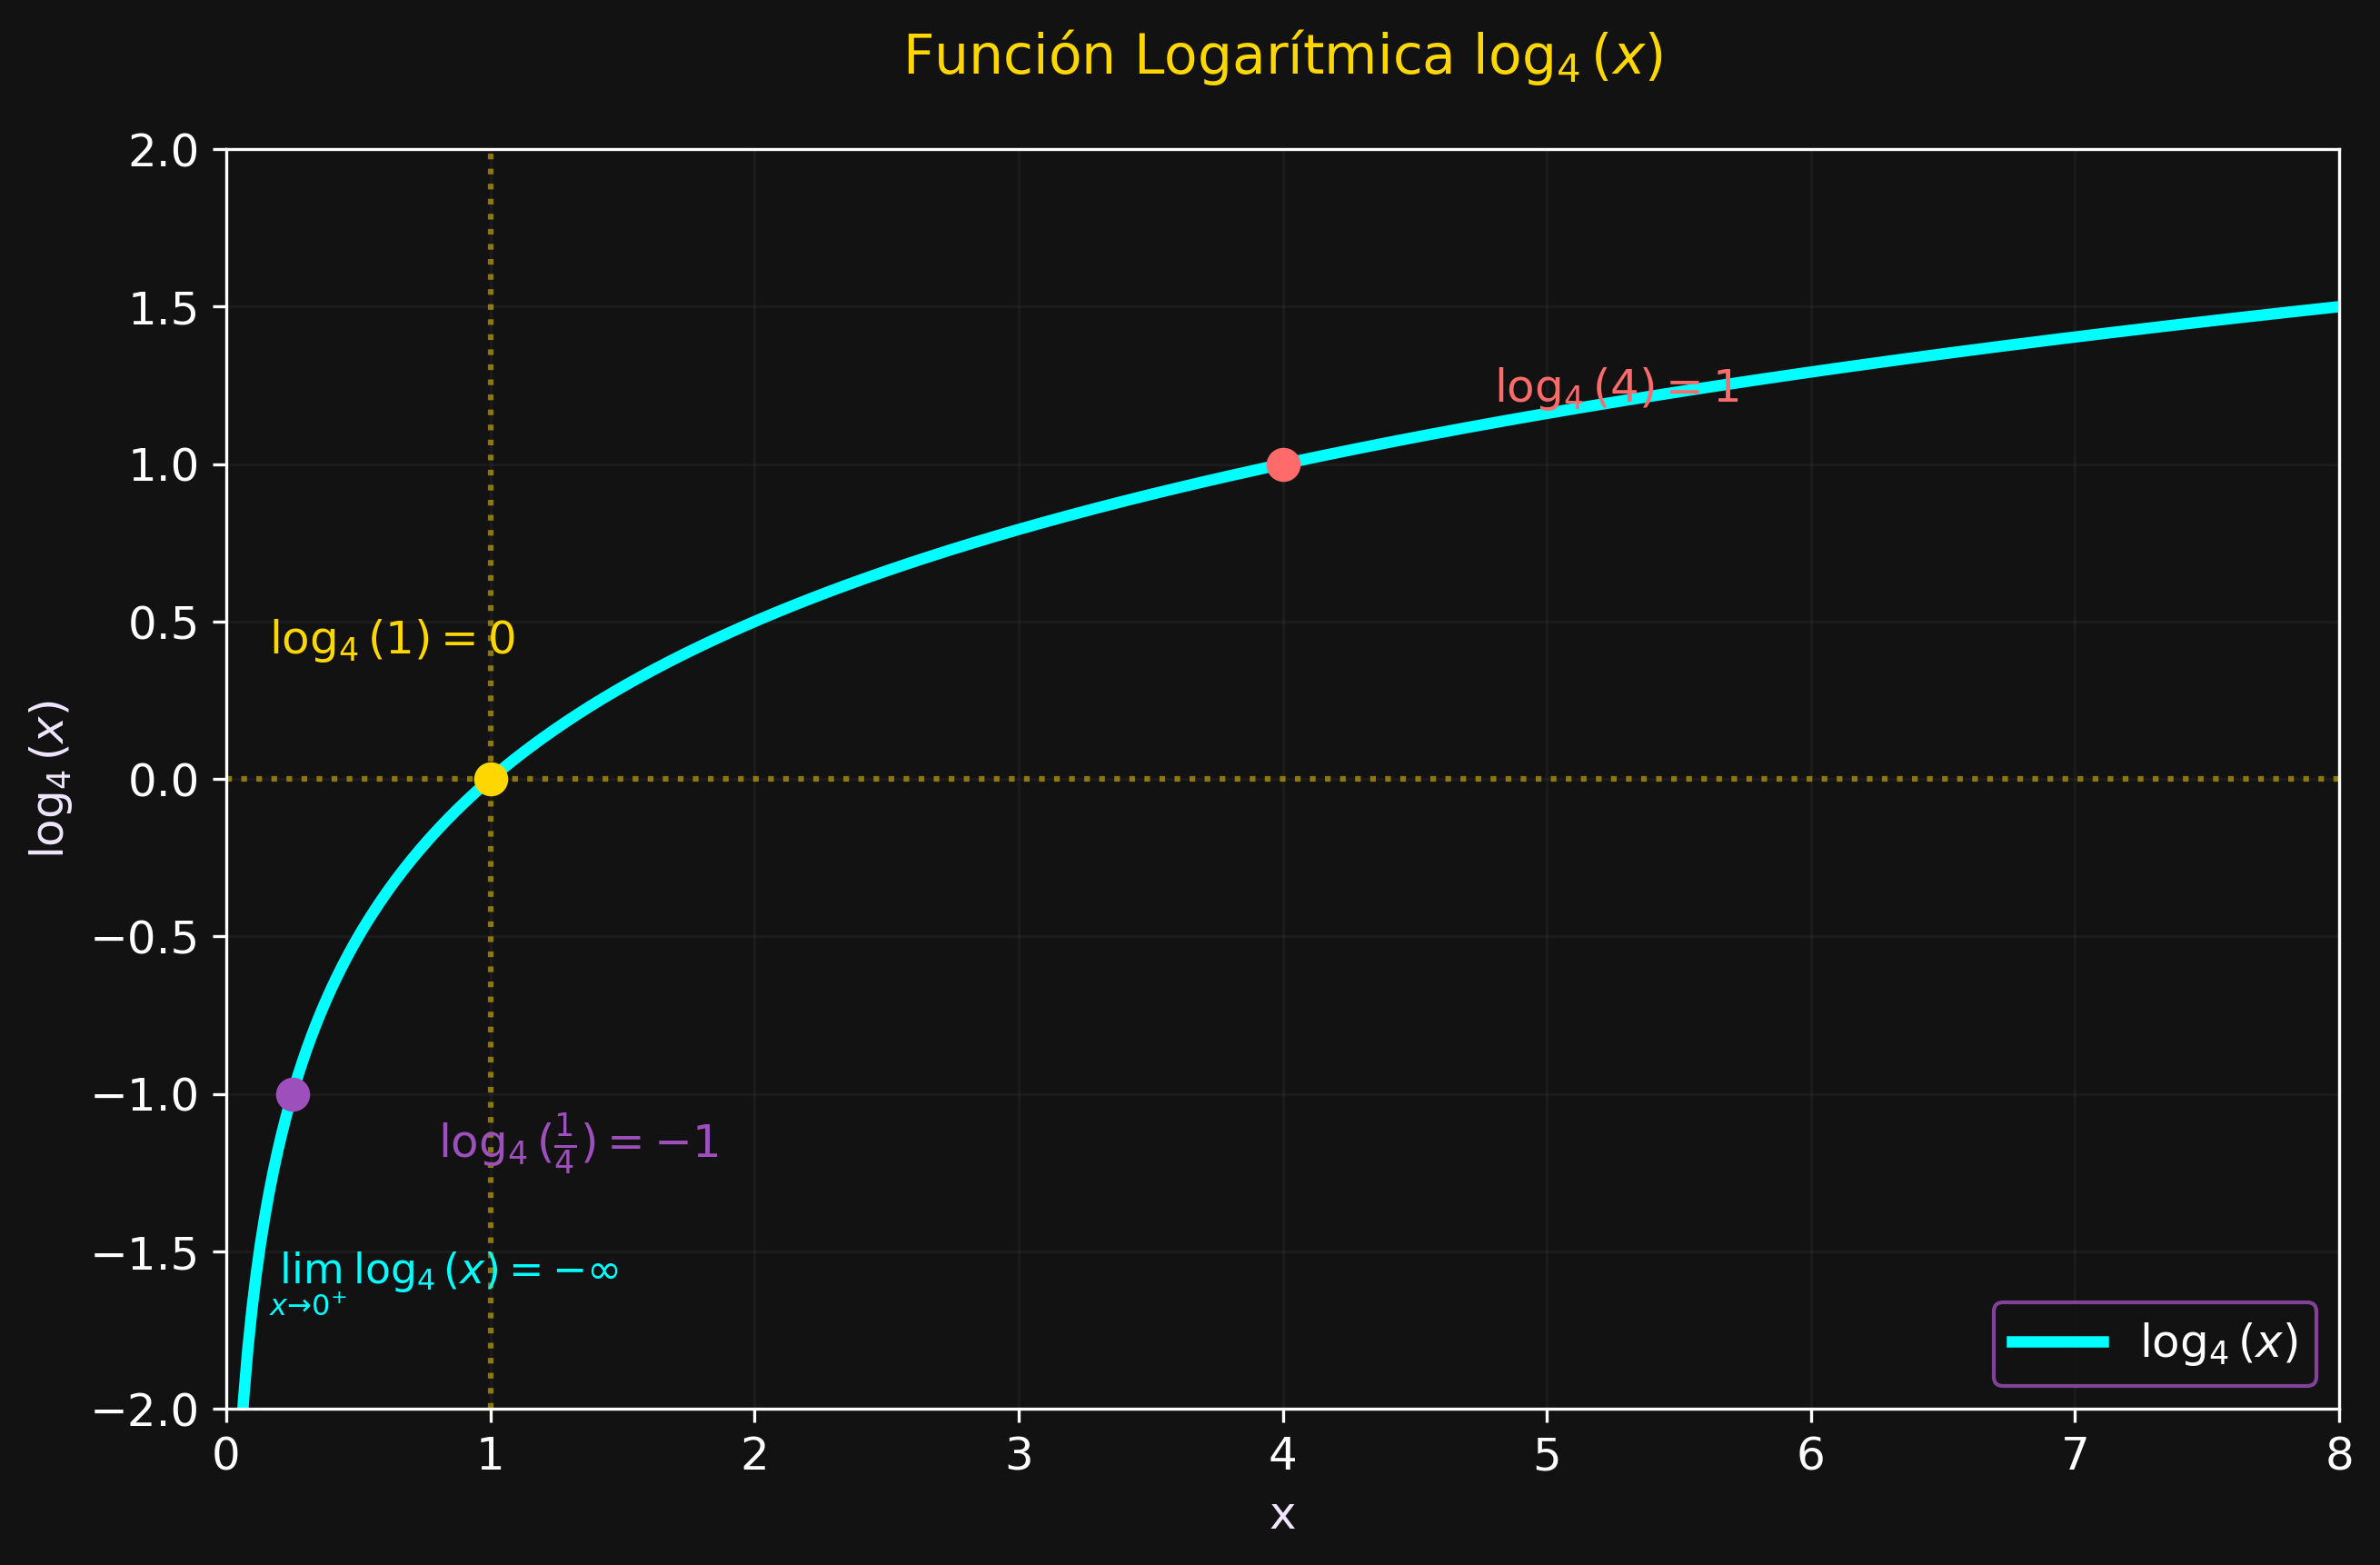 Función Logarítmica log₄(x)
2.0
1.5
log₄(4) = 1
1.0
0.5
log₄(1) = 0
log₄(x)
0.0
−0.5
−1.0
log₄(1/4) = −1
−1.5
lim log₄(x) = −∞
x→0⁺
log₄(x)
−2.0
0 1 2 3 4 5 6 7 8
x